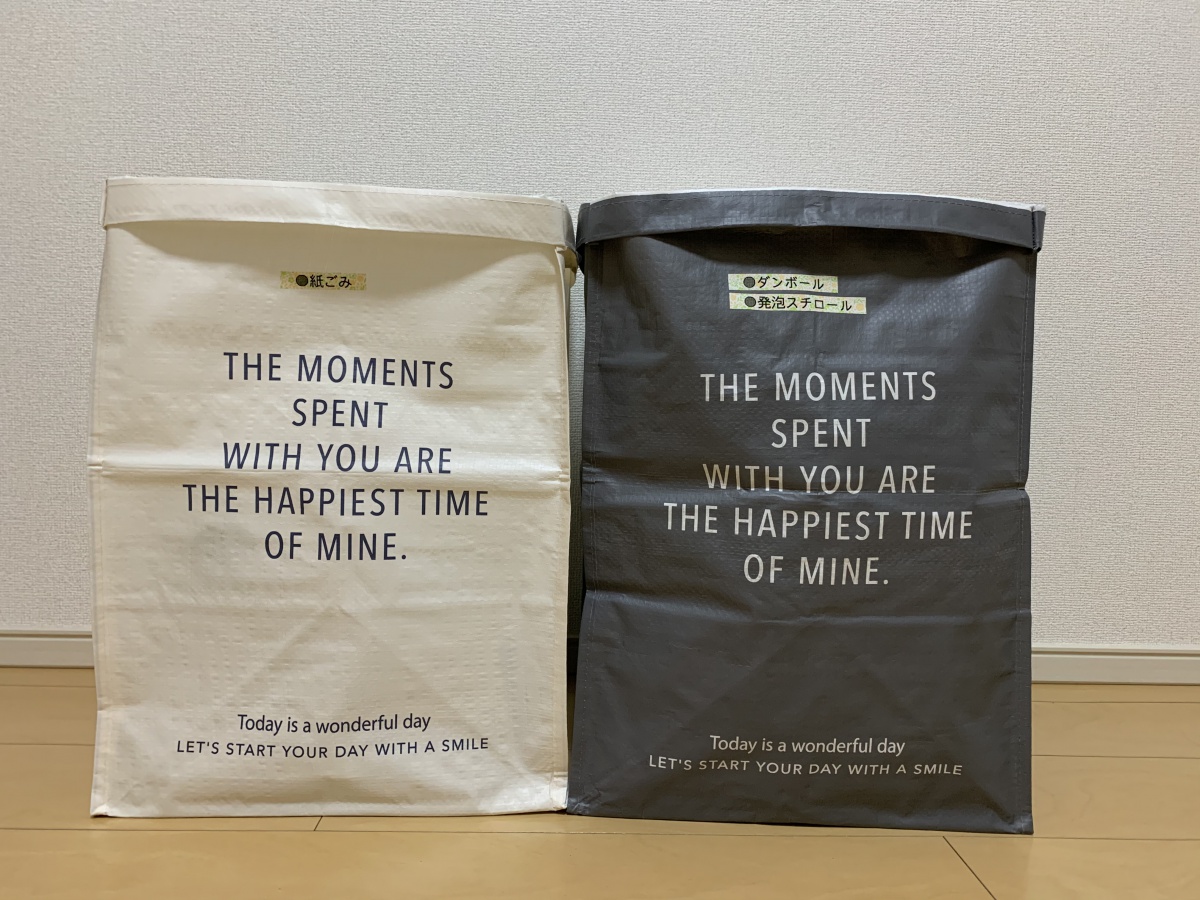 ●紙ごみ
THE MOMENTS
SPENT
WITH YOU ARE
THE HAPPIEST TIME
OF MINE.
Today is a wonderful day
LET'S START YOUR DAY WITH A SMILE
●ダンボール
●発泡スチロール
THE MOMENTS
SPENT
WITH YOU ARE
THE HAPPIEST TIME
OF MINE.
Today is a wonderful day
LET'S START YOUR DAY WITH A SMILE